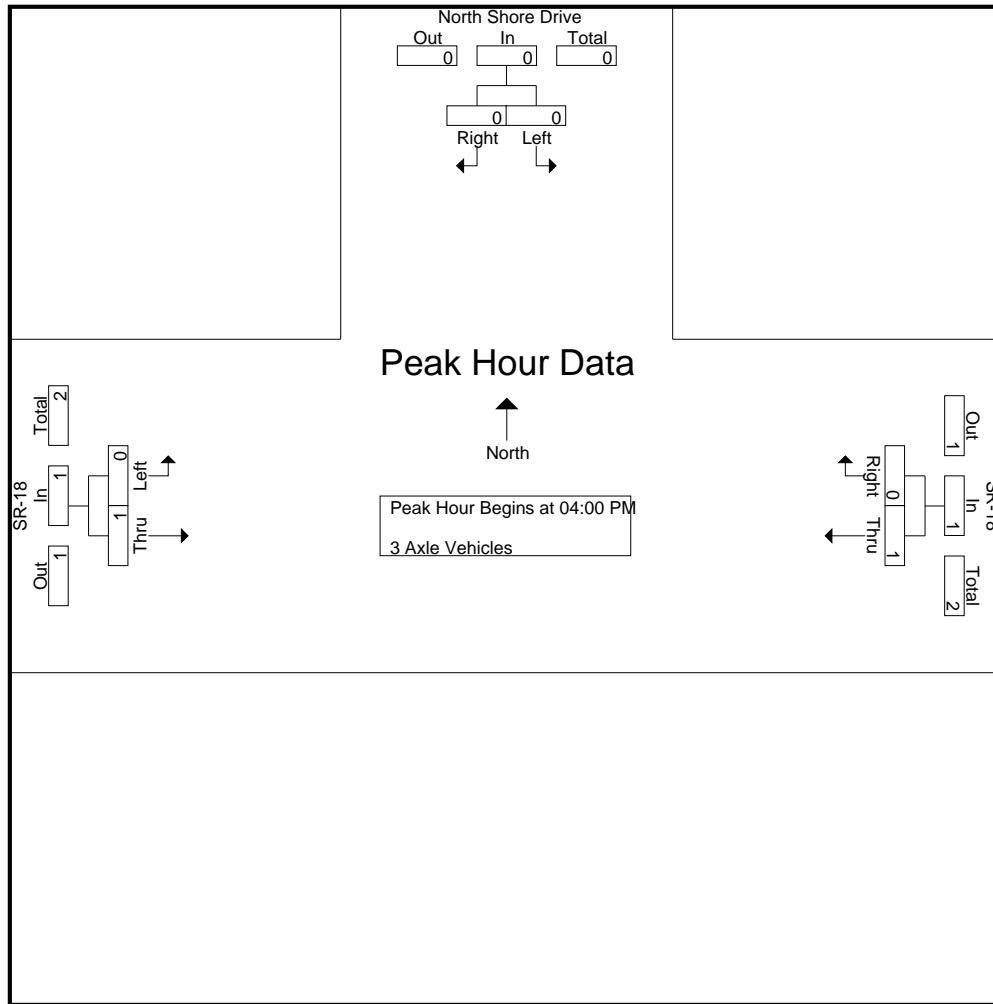 North Shore Drive
Out In Total
0 0 0
0 0
Right Left
Peak Hour Data
North
Peak Hour Begins at 04:00 PM
3 Axle Vehicles
SR-18
Out In Total
1 1 2
Left Thru
0 1
SR-18
Out In Total
1 1 2
Right Thru
0 1